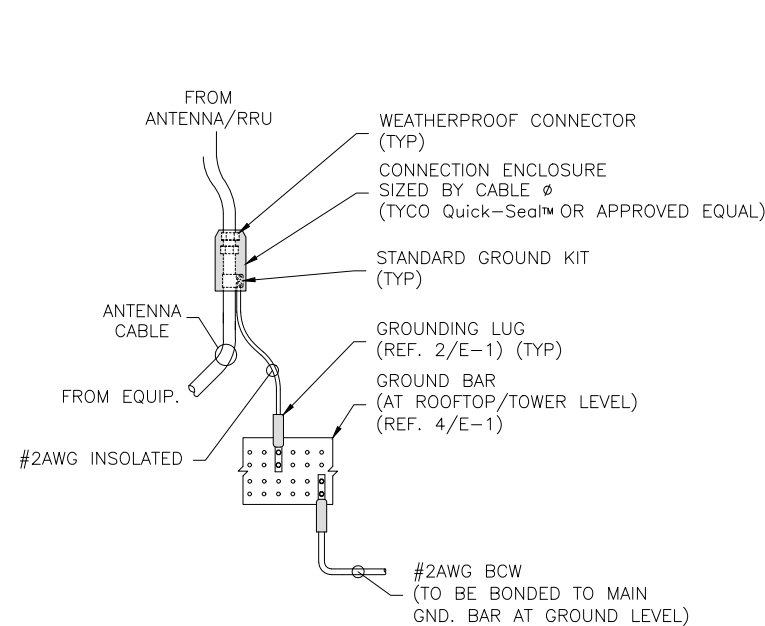 FROM
ANTENNA/RRU
WEATHERPROOF CONNECTOR
(TYP)
CONNECTION ENCLOSURE
SIZED BY CABLE ø
(TYCO Quick-Seal™ OR APPROVED EQUAL)
STANDARD GROUND KIT
(TYP)
ANTENNA
CABLE
GROUNDING LUG
(REF. 2/E-1) (TYP)
FROM EQUIP.
GROUND BAR
(AT ROOFTOP/TOWER LEVEL)
(REF. 4/E-1)
#2AWG INSOLATED
#2AWG BCW
(TO BE BONDED TO MAIN
GND. BAR AT GROUND LEVEL)